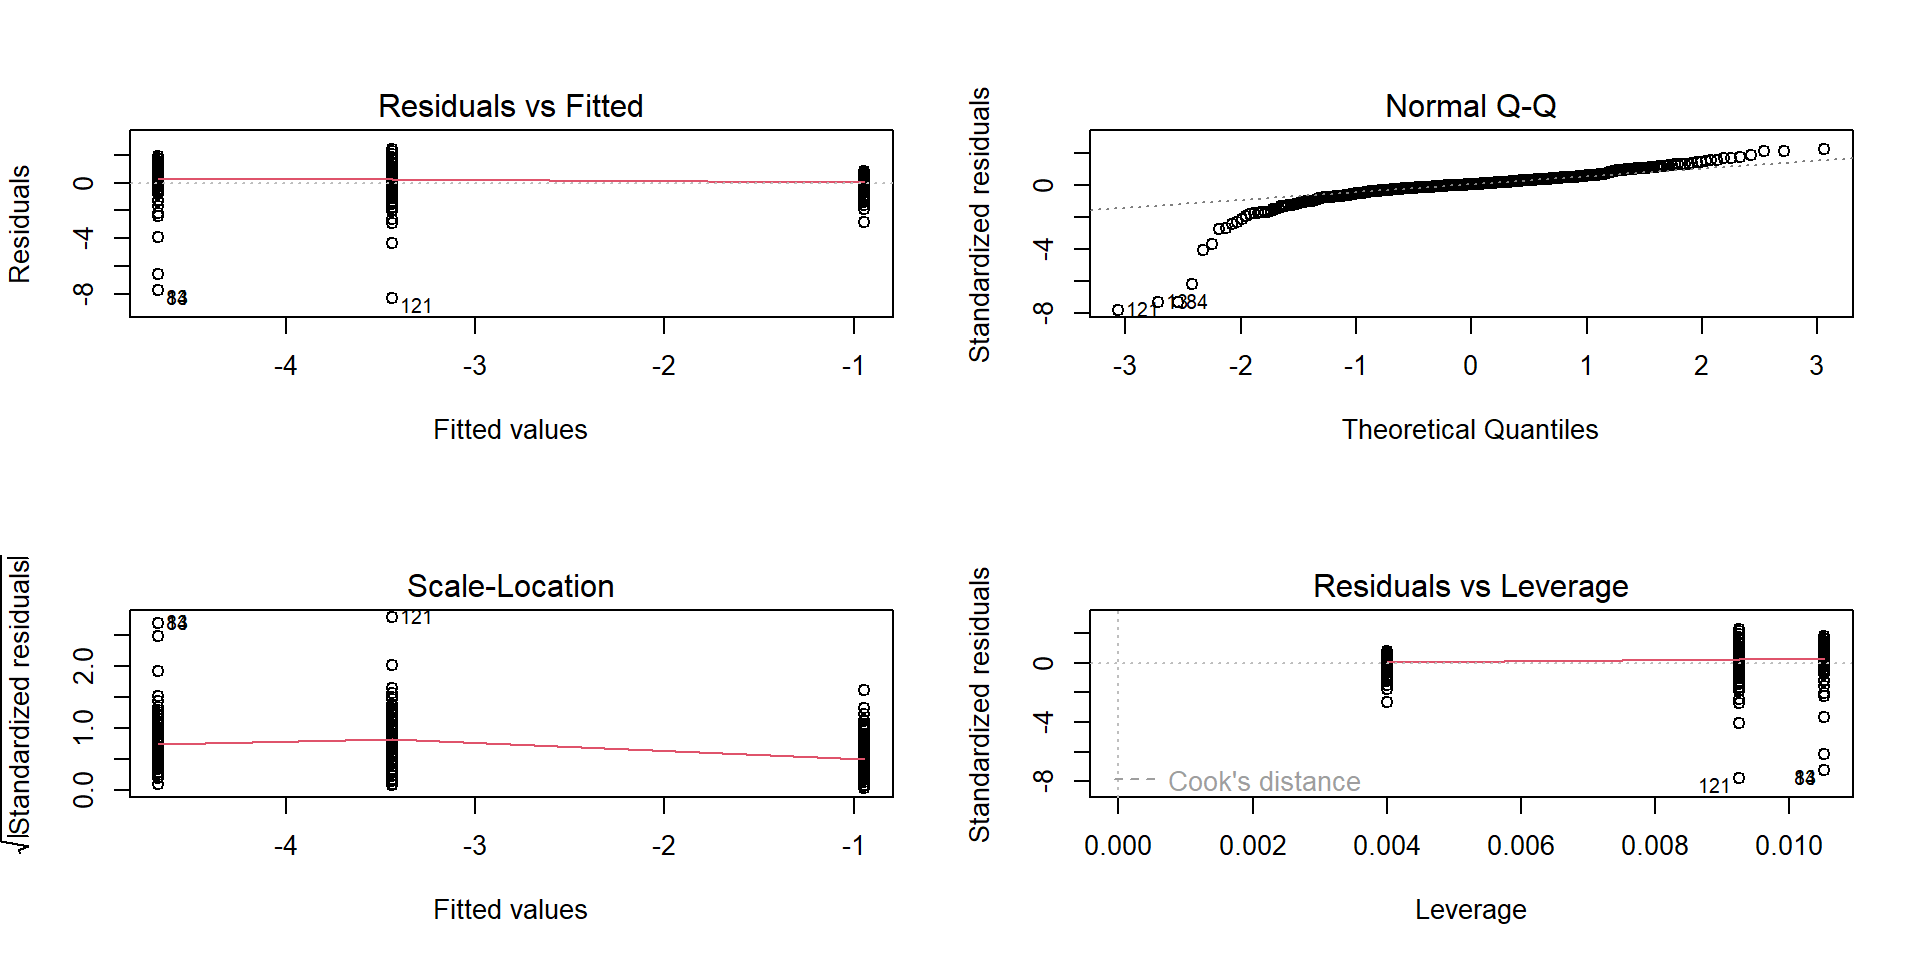 Residuals vs Fitted
Residuals
0
-4
-8
121
-4
-3
-2
-1
Fitted values
Normal Q-Q
Standardized residuals
0
-4
-8
121
-3
-2
-1
0
1
2
3
Theoretical Quantiles
Scale-Location
√|Standardized residuals|
2.0
1.0
0.0
121
-4
-3
-2
-1
Fitted values
Residuals vs Leverage
Standardized residuals
0
-4
-8
Cook's distance
121
0.000
0.002
0.004
0.006
0.008
0.010
Leverage